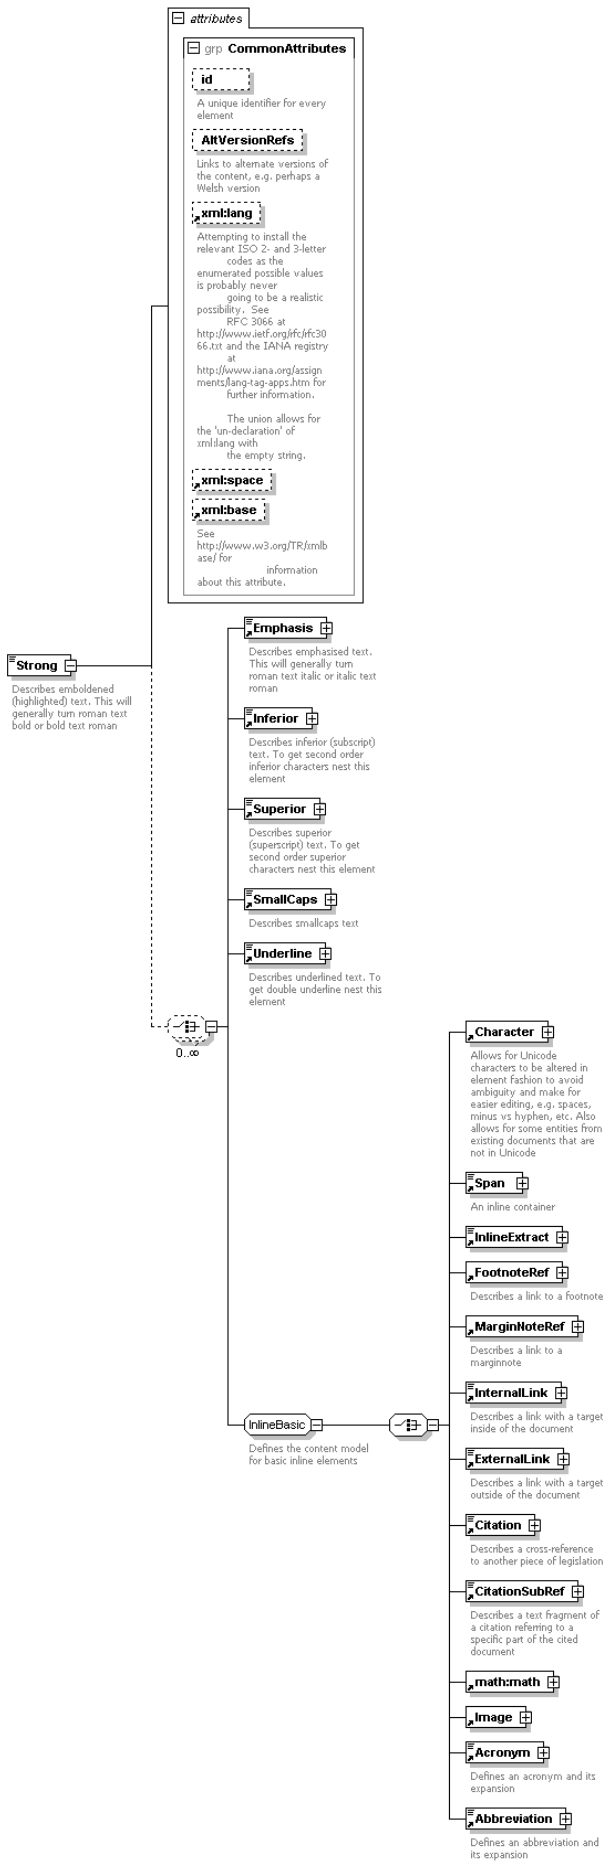 attributes
grp CommonAttributes
id
A unique identifier for every
element
AltVersionRefs
Links to alternate versions of
the content, e.g. perhaps a
Welsh version
xml:lang
Attempting to install the
relevant ISO 2- and 3-letter
codes as the
enumerated possible values
is probably never
going to be a realistic
possibility. See
RFC 3066 at
http://www.ietf.org/rfc/rfc30
66.txt and the IANA registry
at
http://www.iana.org/assign
ments/lang-tag-apps.htm for
further information.
The union allows for
the 'un-declaration' of
xml:lang with
the empty string.
xml:space
xml:base
See
http://www.w3.org/TR/xmlb
ase/ for
information
about this attribute.
Strong
Describes emboldened
(highlighted) text. This will
generally turn roman text
bold or bold text roman
Emphasis
Describes emphasised text.
This will generally turn
roman text italic or italic text
roman
Inferior
Describes inferior (subscript)
text. To get second order
inferior characters nest this
element
Superior
Describes superior
(superscript) text. To get
second order superior
characters nest this element
SmallCaps
Describes smallcaps text
Underline
Describes underlined text. To
get double underline nest this
element
0..∞
Character
Allows for Unicode
characters to be altered in
element fashion to avoid
ambiguity and make for
easier editing, e.g. spaces,
minus vs hyphen, etc. Also
allows for some entities from
existing documents that are
not in Unicode
Span
An inline container
InlineExtract
FootnoteRef
Describes a link to a footnote
MarginNoteRef
Describes a link to a
marginnote
InternalLink
Describes a link with a target
inside of the document
InlineBasic
Defines the content model
for basic inline elements
ExternalLink
Describes a link with a target
outside of the document
Citation
Describes a cross-reference
to another piece of legislation
CitationSubRef
Describes a text fragment of
a citation referring to a
specific part of the cited
document
math:math
Image
Acronym
Defines an acronym and its
expansion
Abbreviation
Defines an abbreviation and
its expansion